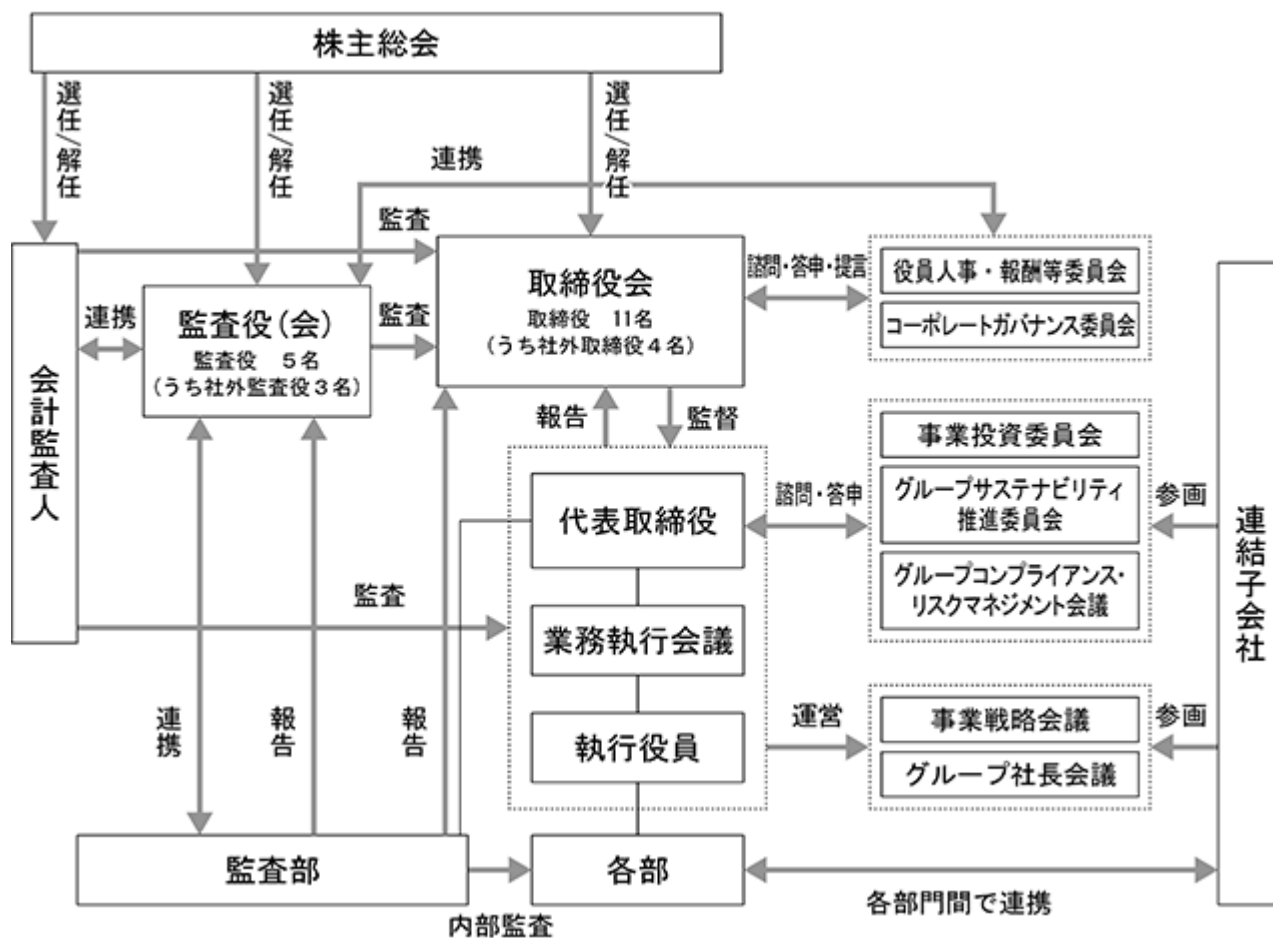 株主総会
選任/解任
選任/解任
選任/解任
連携
監査
取締役会
取締役 11名
(うち社外取締役4名)
諮問・答申・提言
役員人事・報酬等委員会
コーポレートガバナンス委員会
連携
監査役(会)
監査役 5名
(うち社外監査役3名)
監査
会計監査人
報告
監督
事業投資委員会
グループサステナビリティ
推進委員会
グループコンプライアンス・
リスクマネジメント会議
諮問・答申
参画
連結子会社
代表取締役
監査
業務執行会議
執行役員
連携
報告
報告
運営
事業戦略会議
グループ社長会議
参画
監査部
各部
内部監査
各部門間で連携